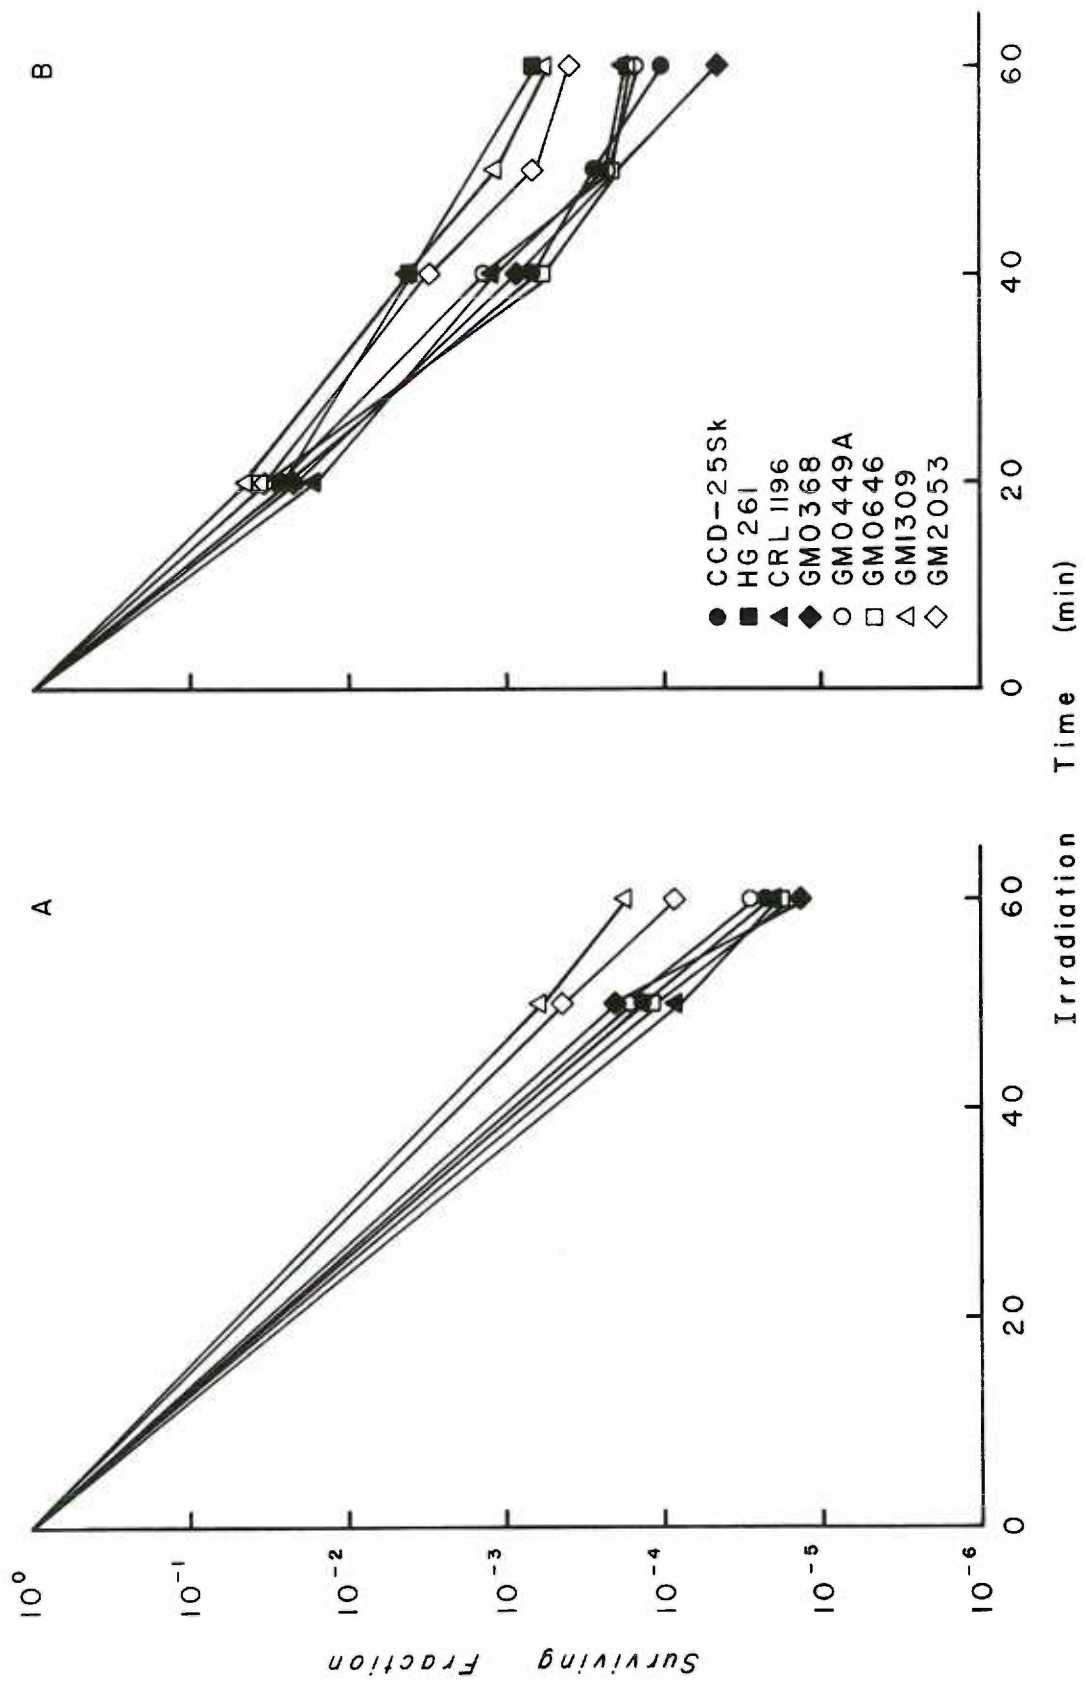 A
B
Surviving Fraction
10⁰
10⁻¹
10⁻²
10⁻³
10⁻⁴
10⁻⁵
10⁻⁶
0 20 40 60
0 20 40 60
Irradiation Time (min)
CCD-25Sk
HG 261
CRL 1196
GM0368
GM0449A
GM0646
GM1309
GM2053